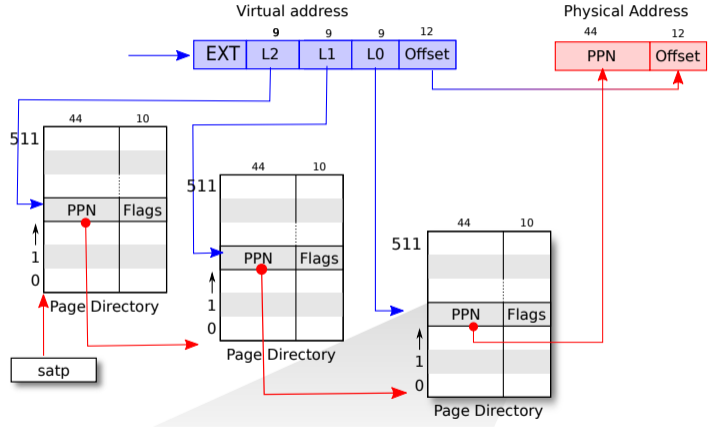 Virtual address
Physical Address
9 9 9 12
EXT L2 L1 L0 Offset
44 12
PPN Offset
44 10
511
PPN Flags
1
0
Page Directory
satp
44 10
511
PPN Flags
1
0
Page Directory
44 10
511
PPN Flags
1
0
Page Directory